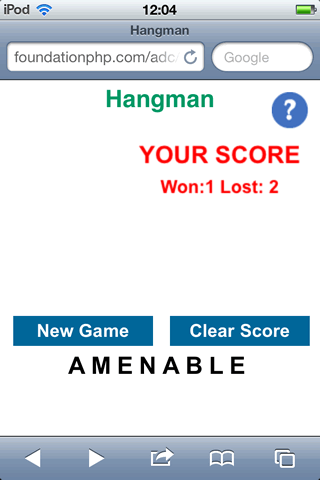 iPod 12:04
Hangman
foundationphp.com/adc/ Google
Hangman
?
YOUR SCORE
Won:1 Lost: 2
New Game Clear Score
AMENABLE